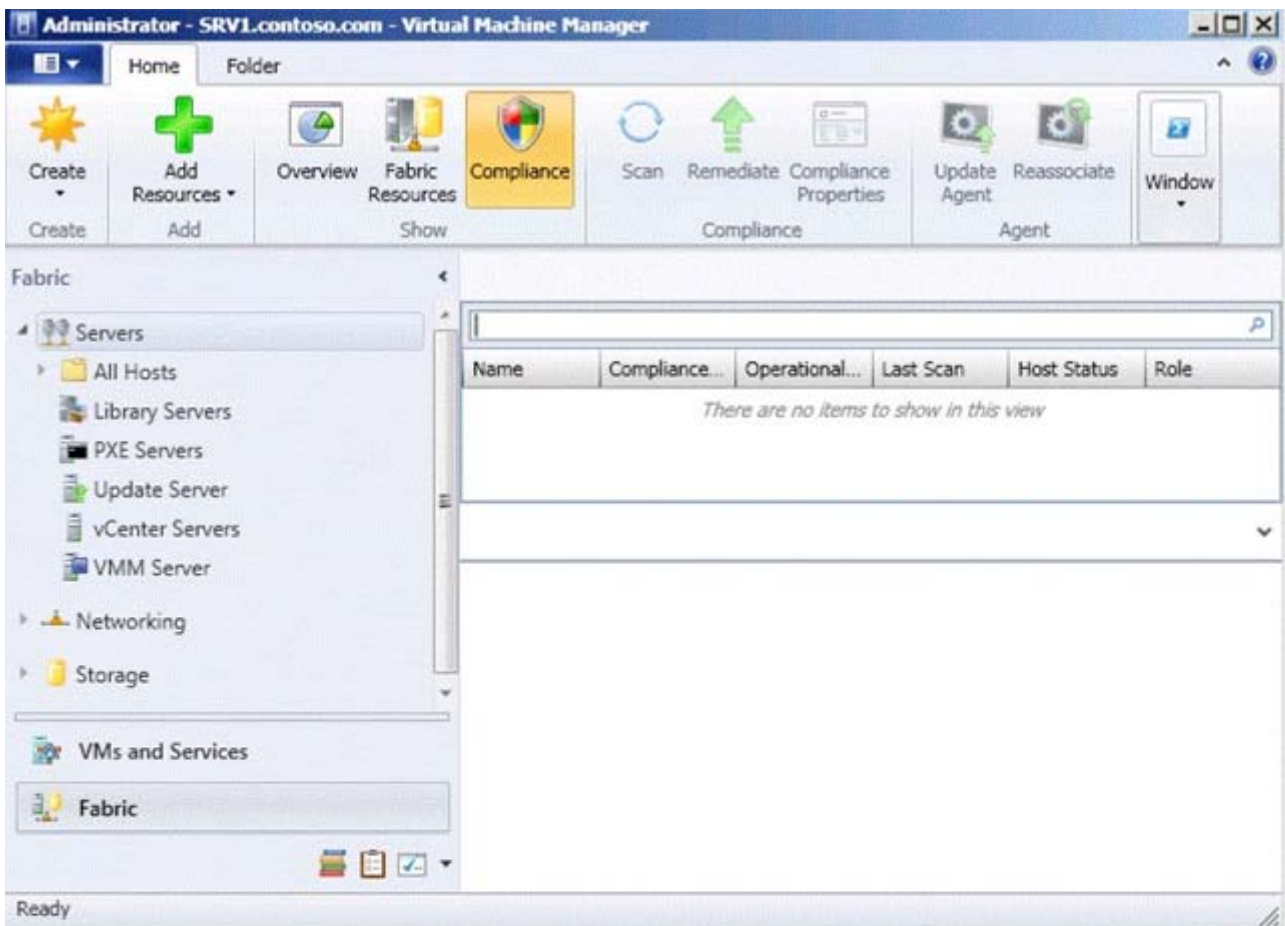 Administrator - SRV1.contoso.com - Virtual Machine Manager
Home Folder
Create Add Resources Overview Fabric Resources Compliance Scan Remediate Compliance Properties Update Agent Reassociate Window
Create Add Show Compliance Agent
Fabric
Servers
All Hosts
Library Servers
PXE Servers
Update Server
vCenter Servers
VMM Server
Networking
Storage
VMs and Services
Fabric
Name Compliance... Operational... Last Scan Host Status Role
There are no items to show in this view
Ready